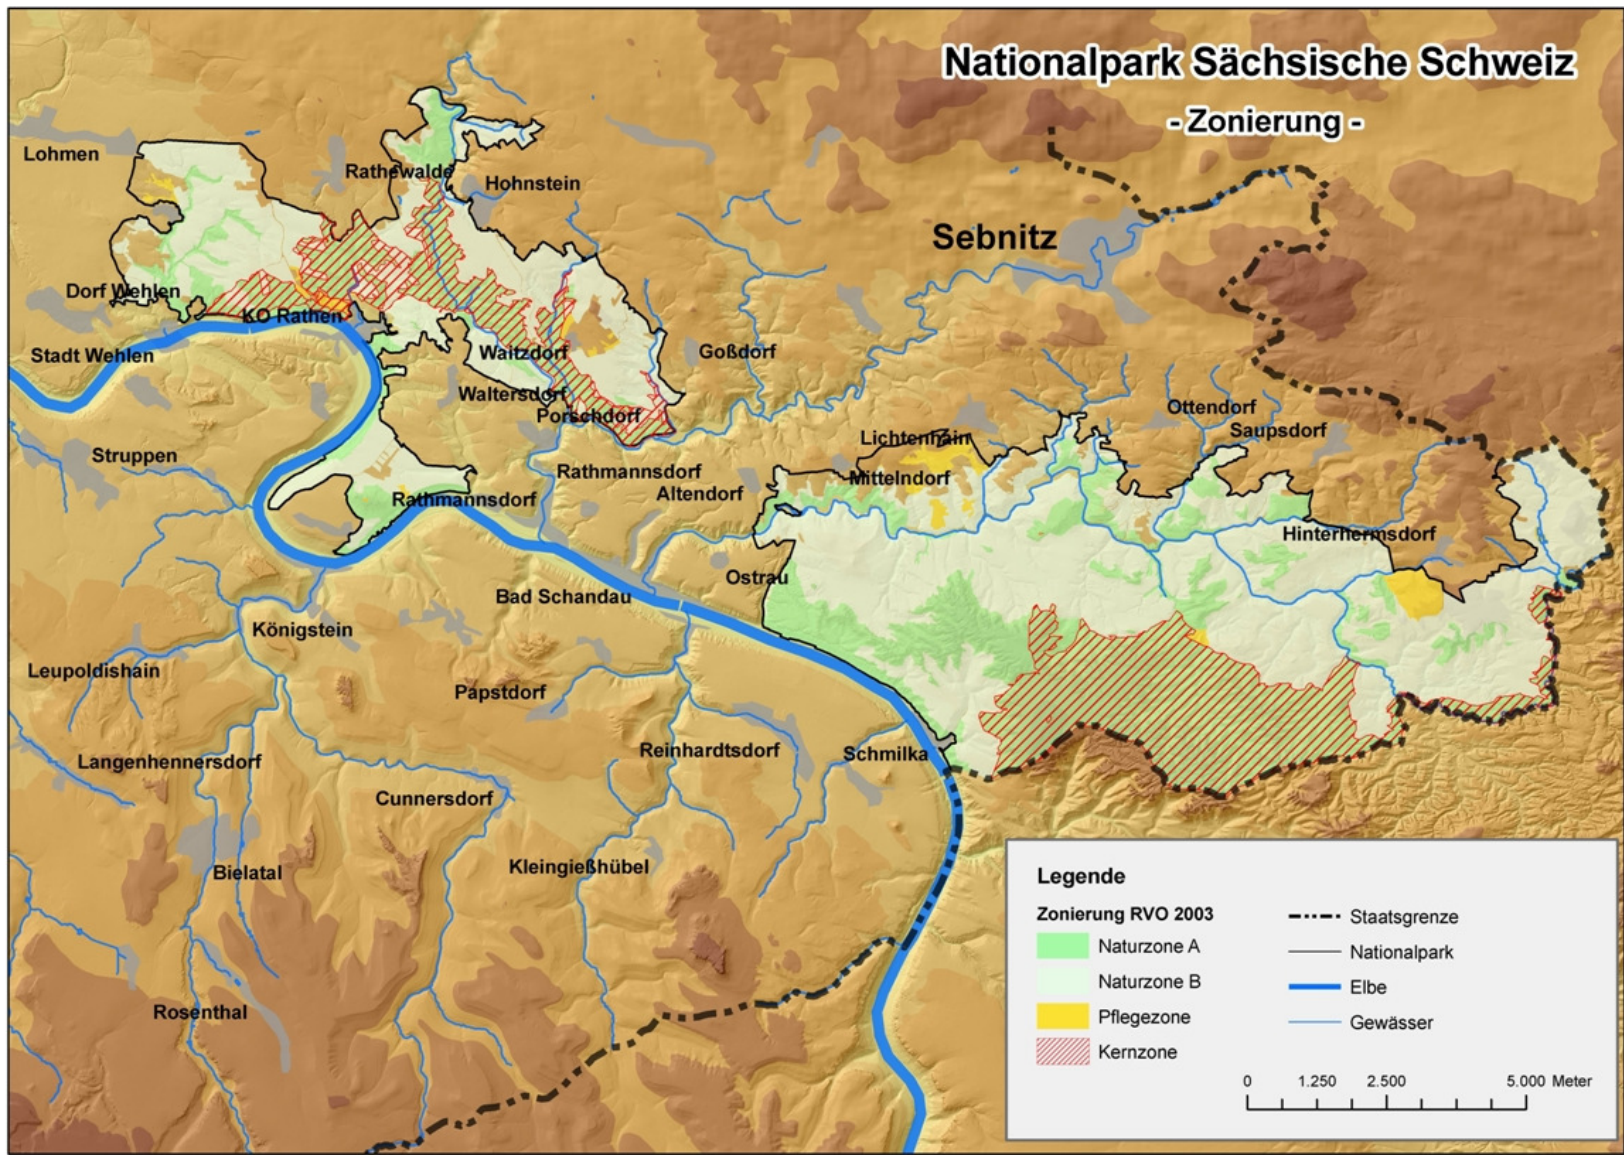 Nationalpark Sächsische Schweiz
- Zonierung -
Lohmen
Rathewalde
Hohnstein
Sebnitz
Dorf Wehlen
KO Rathen
Stadt Wehlen
Waitzdorf
Goßdorf
Waltersdorf
Porschdorf
Ottendorf
Saupsdorf
Lichtenhain
Struppen
Rathmannsdorf
Mittelndorf
Altendorf
Rathmannsdorf
Hinterhermsdorf
Ostrau
Bad Schandau
Königstein
Leupoldishain
Papstdorf
Reinhardtsdorf
Schmilka
Langenhennersdorf
Cunnersdorf
Bielatal
Kleingießhübel
Rosenthal
Legende
Zonierung RVO 2003
Naturzone A
Naturzone B
Pflegezone
Kernzone
Staatsgrenze
Nationalpark
Elbe
Gewässer
0 1.250 2.500 5.000 Meter